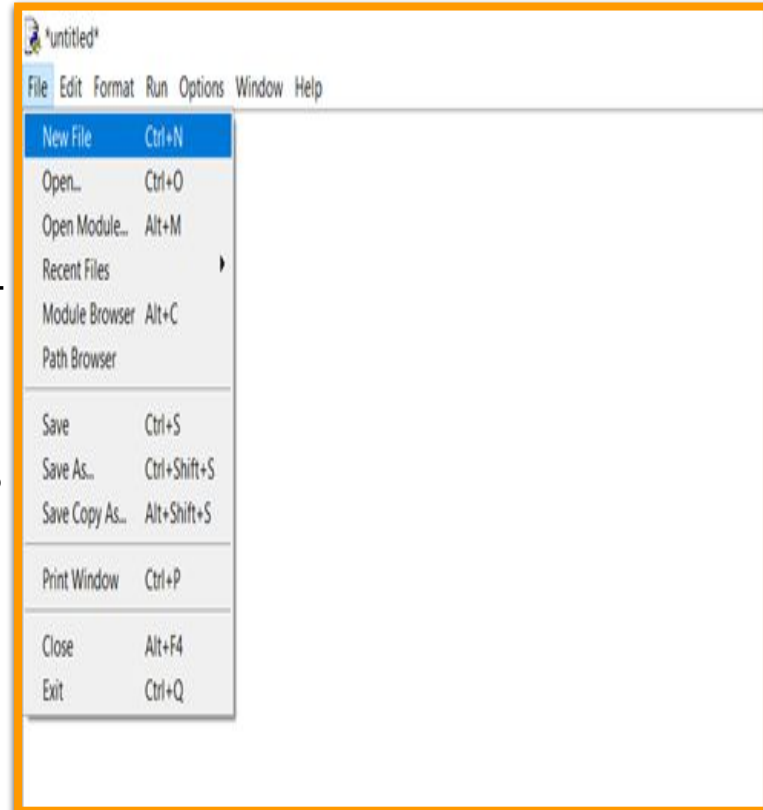 *untitled*
File Edit Format Run Options Window Help
New File Ctrl+N
Open... Ctrl+O
Open Module... Alt+M
Recent Files
Module Browser Alt+C
Path Browser
Save Ctrl+S
Save As... Ctrl+Shift+S
Save Copy As... Alt+Shift+S
Print Window Ctrl+P
Close Alt+F4
Exit Ctrl+Q